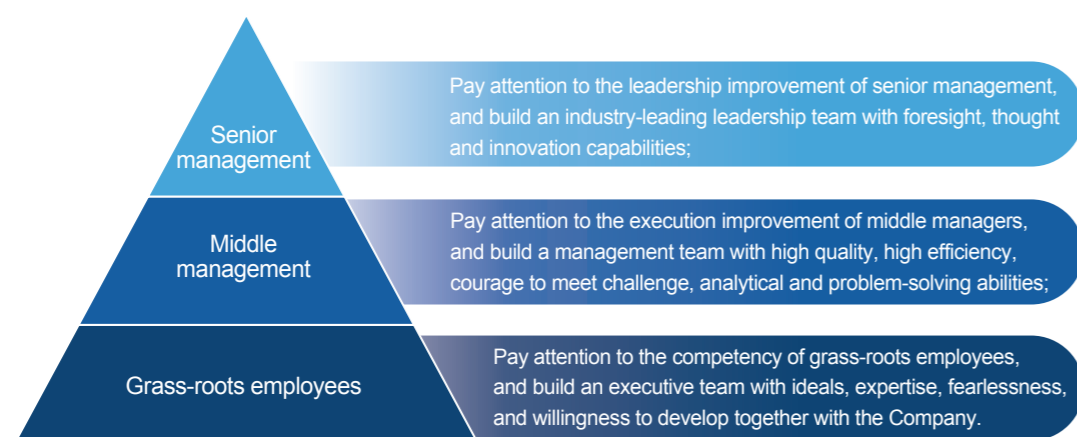 Senior
management
Pay attention to the leadership improvement of senior management,
and build an industry-leading leadership team with foresight, thought
and innovation capabilities;
Middle
management
Pay attention to the execution improvement of middle managers,
and build a management team with high quality, high efficiency,
courage to meet challenge, analytical and problem-solving abilities;
Grass-roots employees
Pay attention to the competency of grass-roots employees,
and build an executive team with ideals, expertise, fearlessness,
and willingness to develop together with the Company.